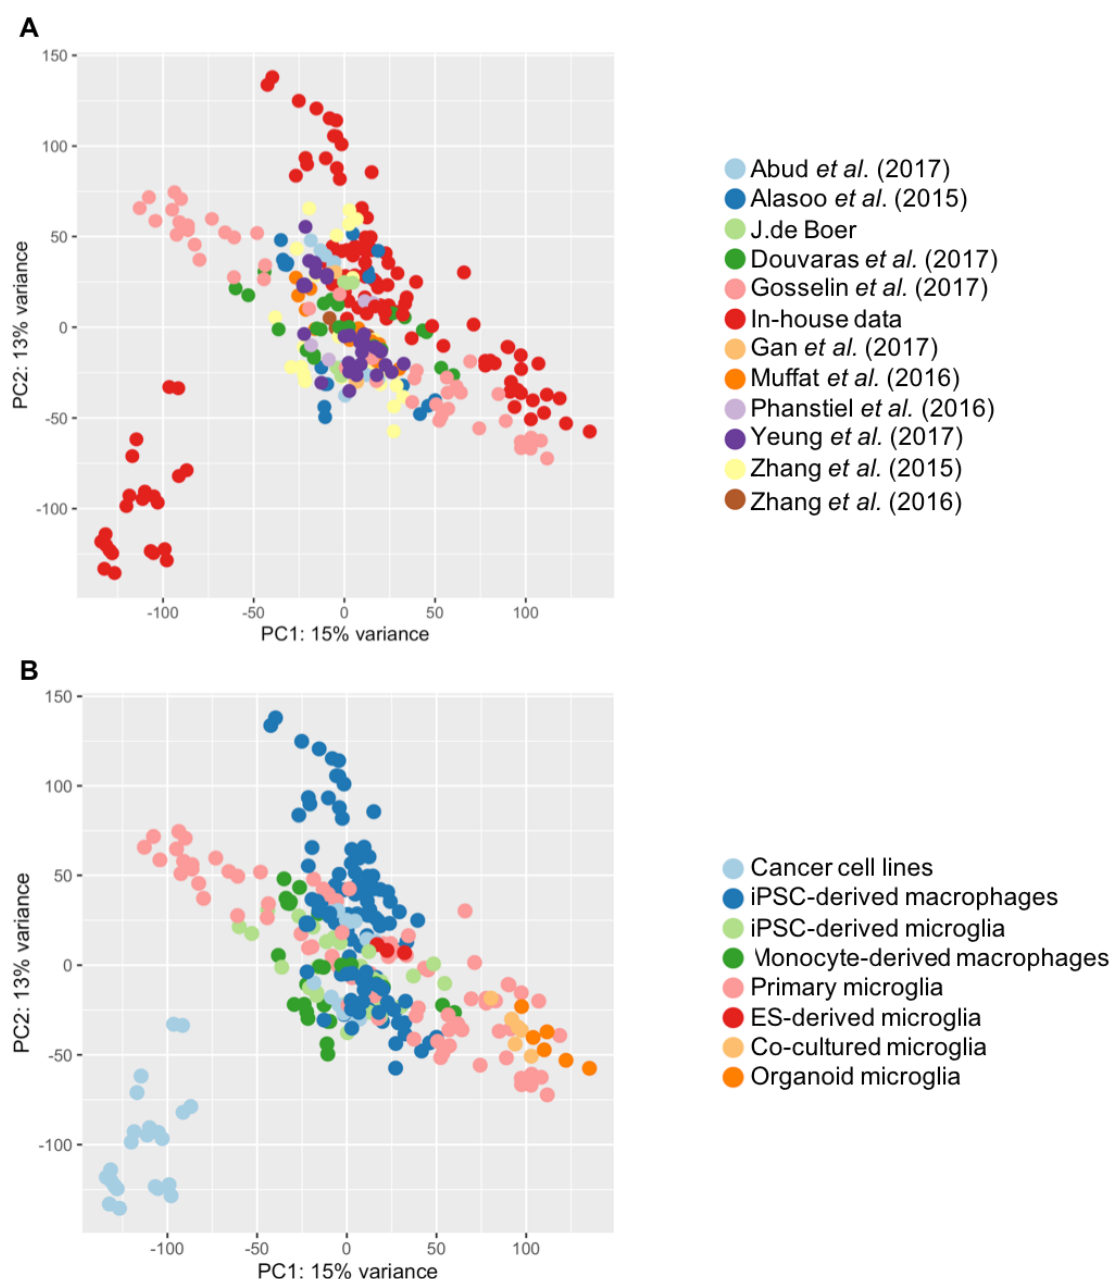 A
150
100
50
0
-50
-100
PC2: 13% variance
-100 -50 0 50 100
PC1: 15% variance
Abud et al. (2017)
Alasoo et al. (2015)
J.de Boer
Douvaras et al. (2017)
Gosselin et al. (2017)
In-house data
Gan et al. (2017)
Muffat et al. (2016)
Phanstiel et al. (2016)
Yeung et al. (2017)
Zhang et al. (2015)
Zhang et al. (2016)
B
150
100
50
0
-50
-100
PC2: 13% variance
-100 -50 0 50 100
PC1: 15% variance
Cancer cell lines
iPSC-derived macrophages
iPSC-derived microglia
Monocyte-derived macrophages
Primary microglia
ES-derived microglia
Co-cultured microglia
Organoid microglia